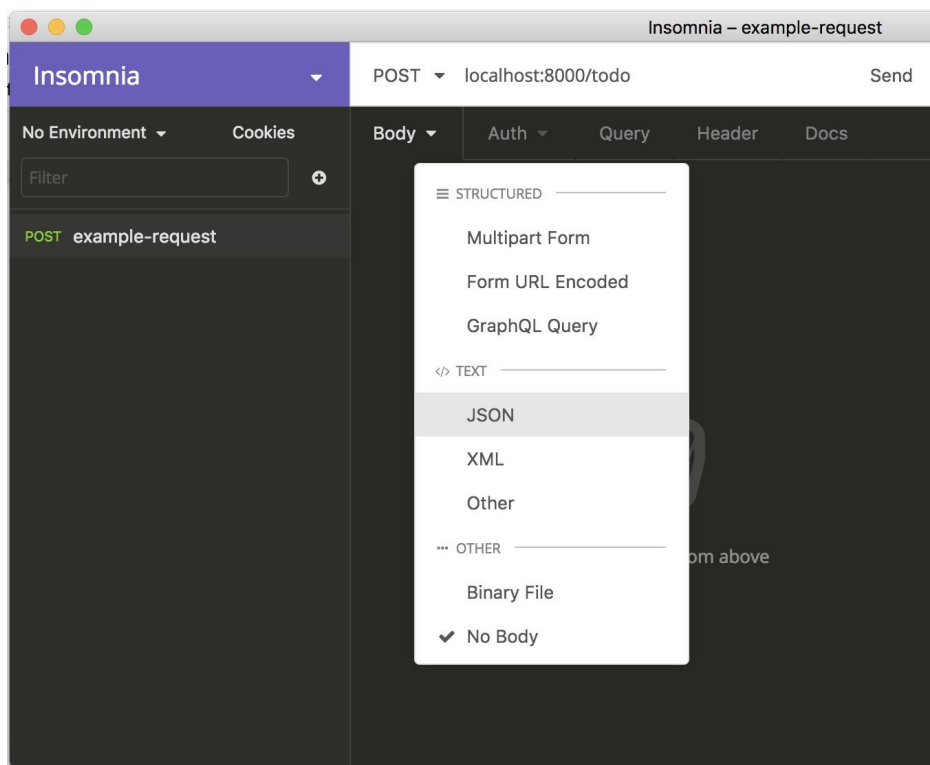 Insomnia – example-request
Insomnia
POST localhost:8000/todo Send
No Environment Cookies
Body Auth Query Header Docs
Filter
POST example-request
STRUCTURED
Multipart Form
Form URL Encoded
GraphQL Query
</> TEXT
JSON
XML
Other
OTHER
om above
Binary File
No Body